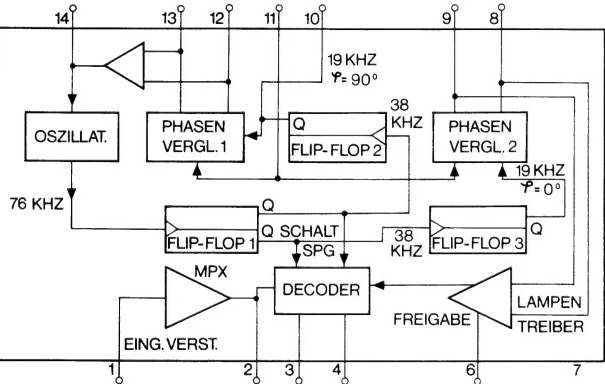 14 13 12 11 10 9 8
19 KHZ
φ=90°
OSZILLAT.
PHASEN
VERGL.1
Q
FLIP-FLOP 2
38
KHZ
PHASEN
VERGL.2
19 KHZ
φ=0°
76 KHZ
Q
Q SCHALT
SPG
FLIP-FLOP 1
38
KHZ
Q
FLIP-FLOP 3
MPX
DECODER
FREIGABE
LAMPEN
TREIBER
EING.VERST.
1 2 3 4 6 7